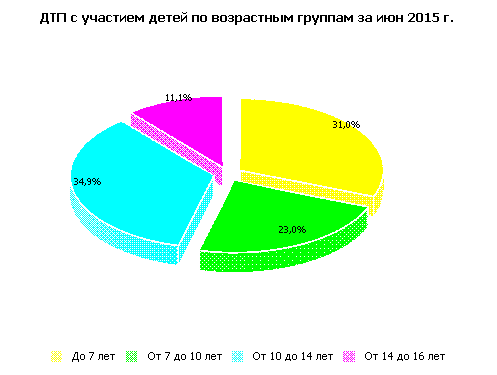 ДТП с участием детей по возрастным группам за июн 2015 г.
11,1%
31,0%
34,9%
23,0%
До 7 лет От 7 до 10 лет От 10 до 14 лет От 14 до 16 лет